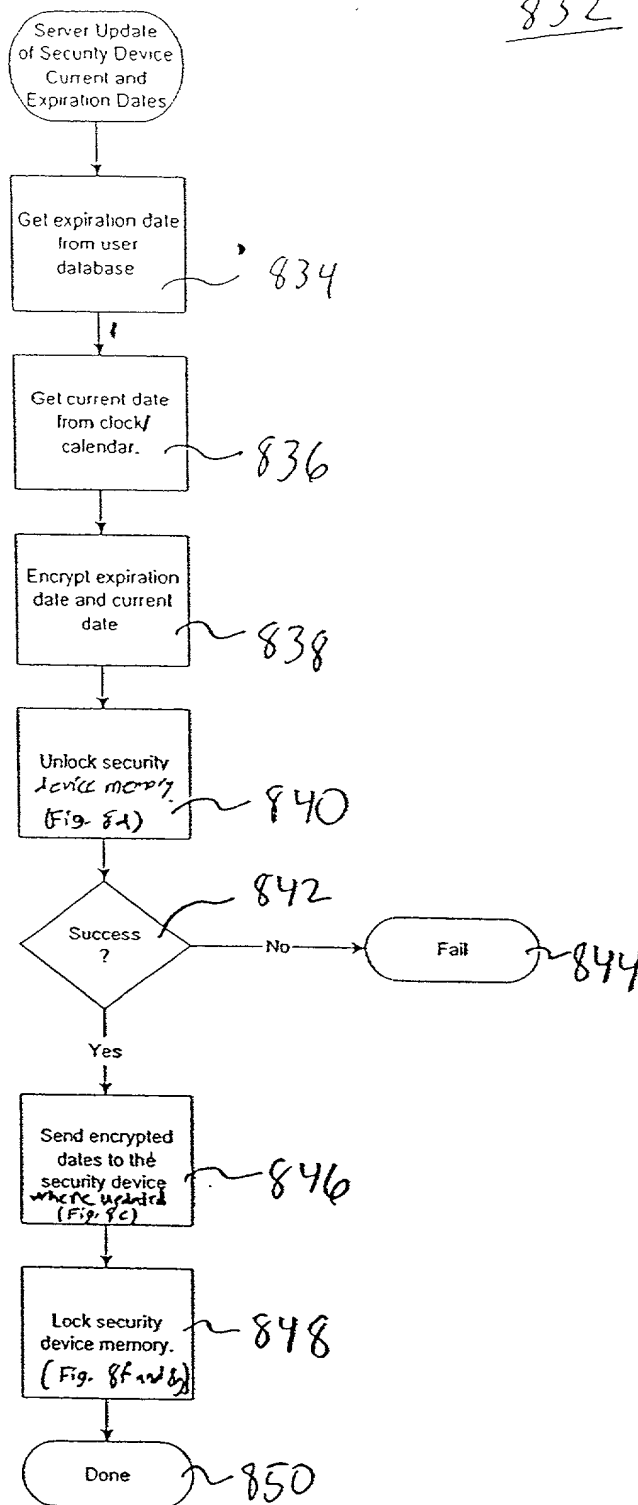 832
Server Update
of Security Device
Current and
Expiration Dates
Get expiration date
from user
database
834
Get current date
from clock/
calendar.
836
Encrypt expiration
date and current
date
838
Unlock security
device memory.
(Fig. 8d)
840
842
Success
?
No
Fail
844
Yes
Send encrypted
dates to the
security device
where updated
(Fig. 8e)
846
Lock security
device memory.
(Fig. 8f and 8g)
848
Done
850